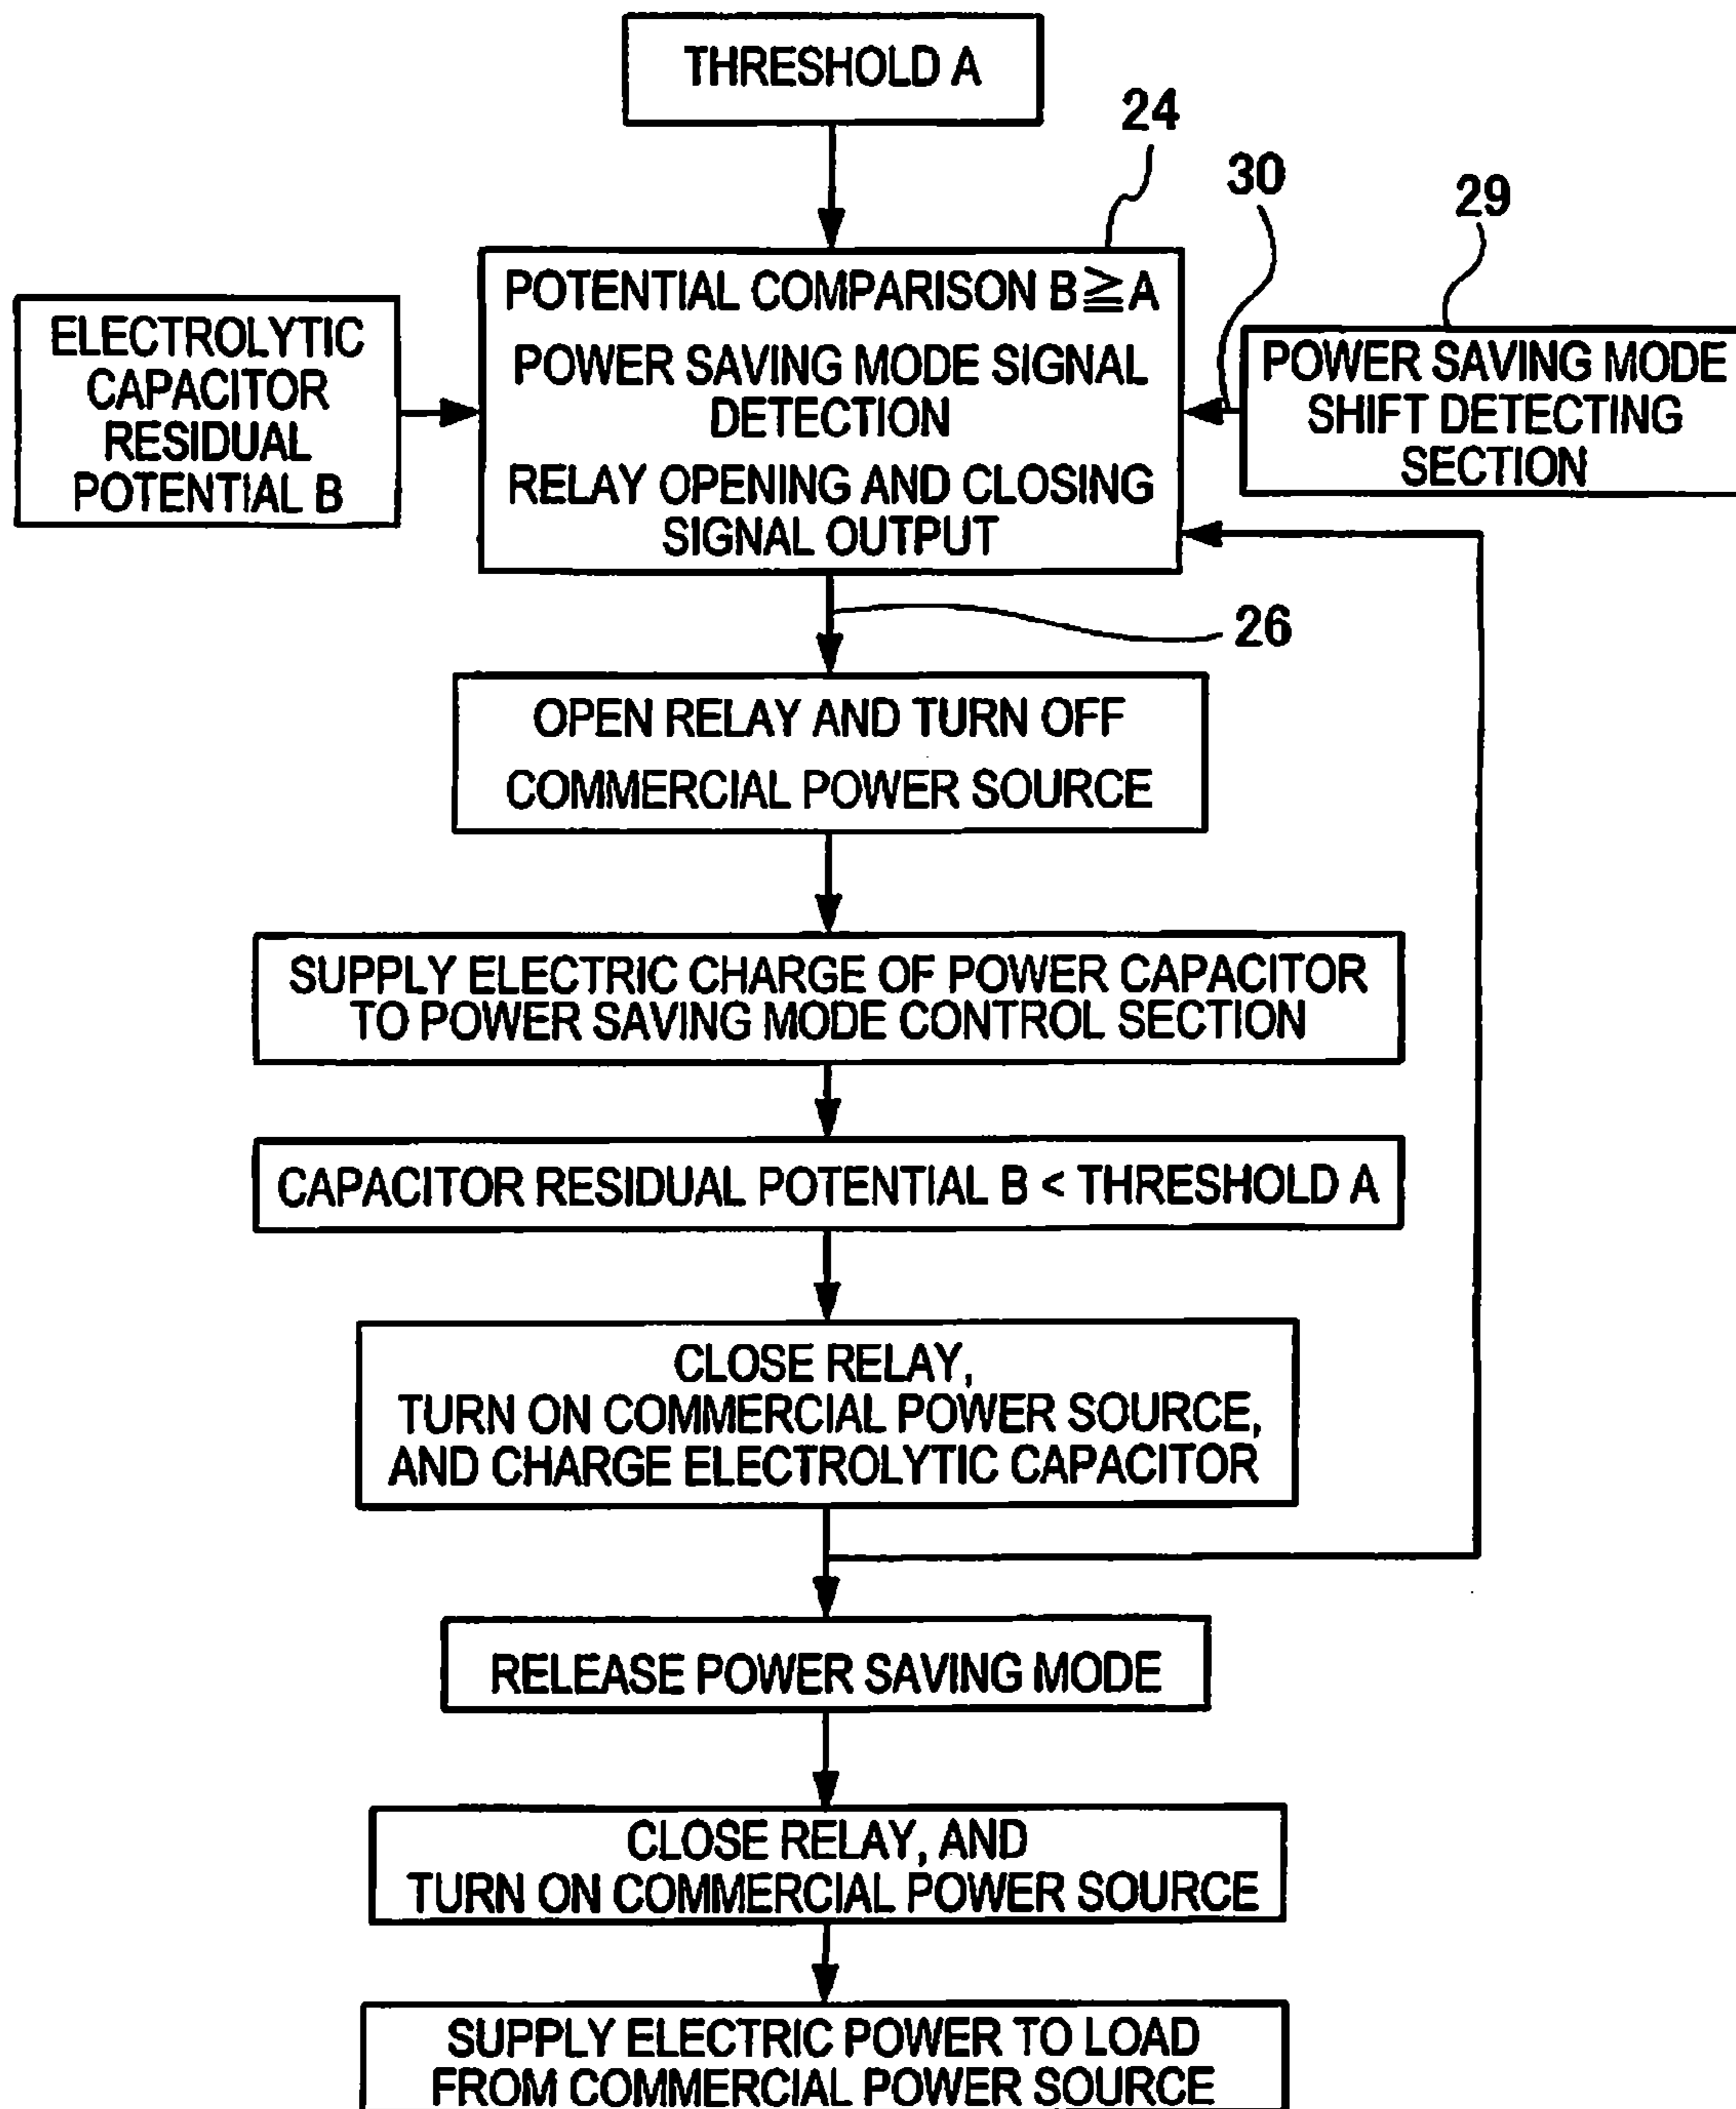 THRESHOLD A
24
30
29
POTENTIAL COMPARISON B≧A
POWER SAVING MODE SIGNAL
DETECTION
RELAY OPENING AND CLOSING
SIGNAL OUTPUT
ELECTROLYTIC
CAPACITOR
RESIDUAL
POTENTIAL B
POWER SAVING MODE
SHIFT DETECTING
SECTION
26
OPEN RELAY AND TURN OFF
COMMERCIAL POWER SOURCE
SUPPLY ELECTRIC CHARGE OF POWER CAPACITOR
TO POWER SAVING MODE CONTROL SECTION
CAPACITOR RESIDUAL POTENTIAL B < THRESHOLD A
CLOSE RELAY,
TURN ON COMMERCIAL POWER SOURCE,
AND CHARGE ELECTROLYTIC CAPACITOR
RELEASE POWER SAVING MODE
CLOSE RELAY, AND
TURN ON COMMERCIAL POWER SOURCE
SUPPLY ELECTRIC POWER TO LOAD
FROM COMMERCIAL POWER SOURCE